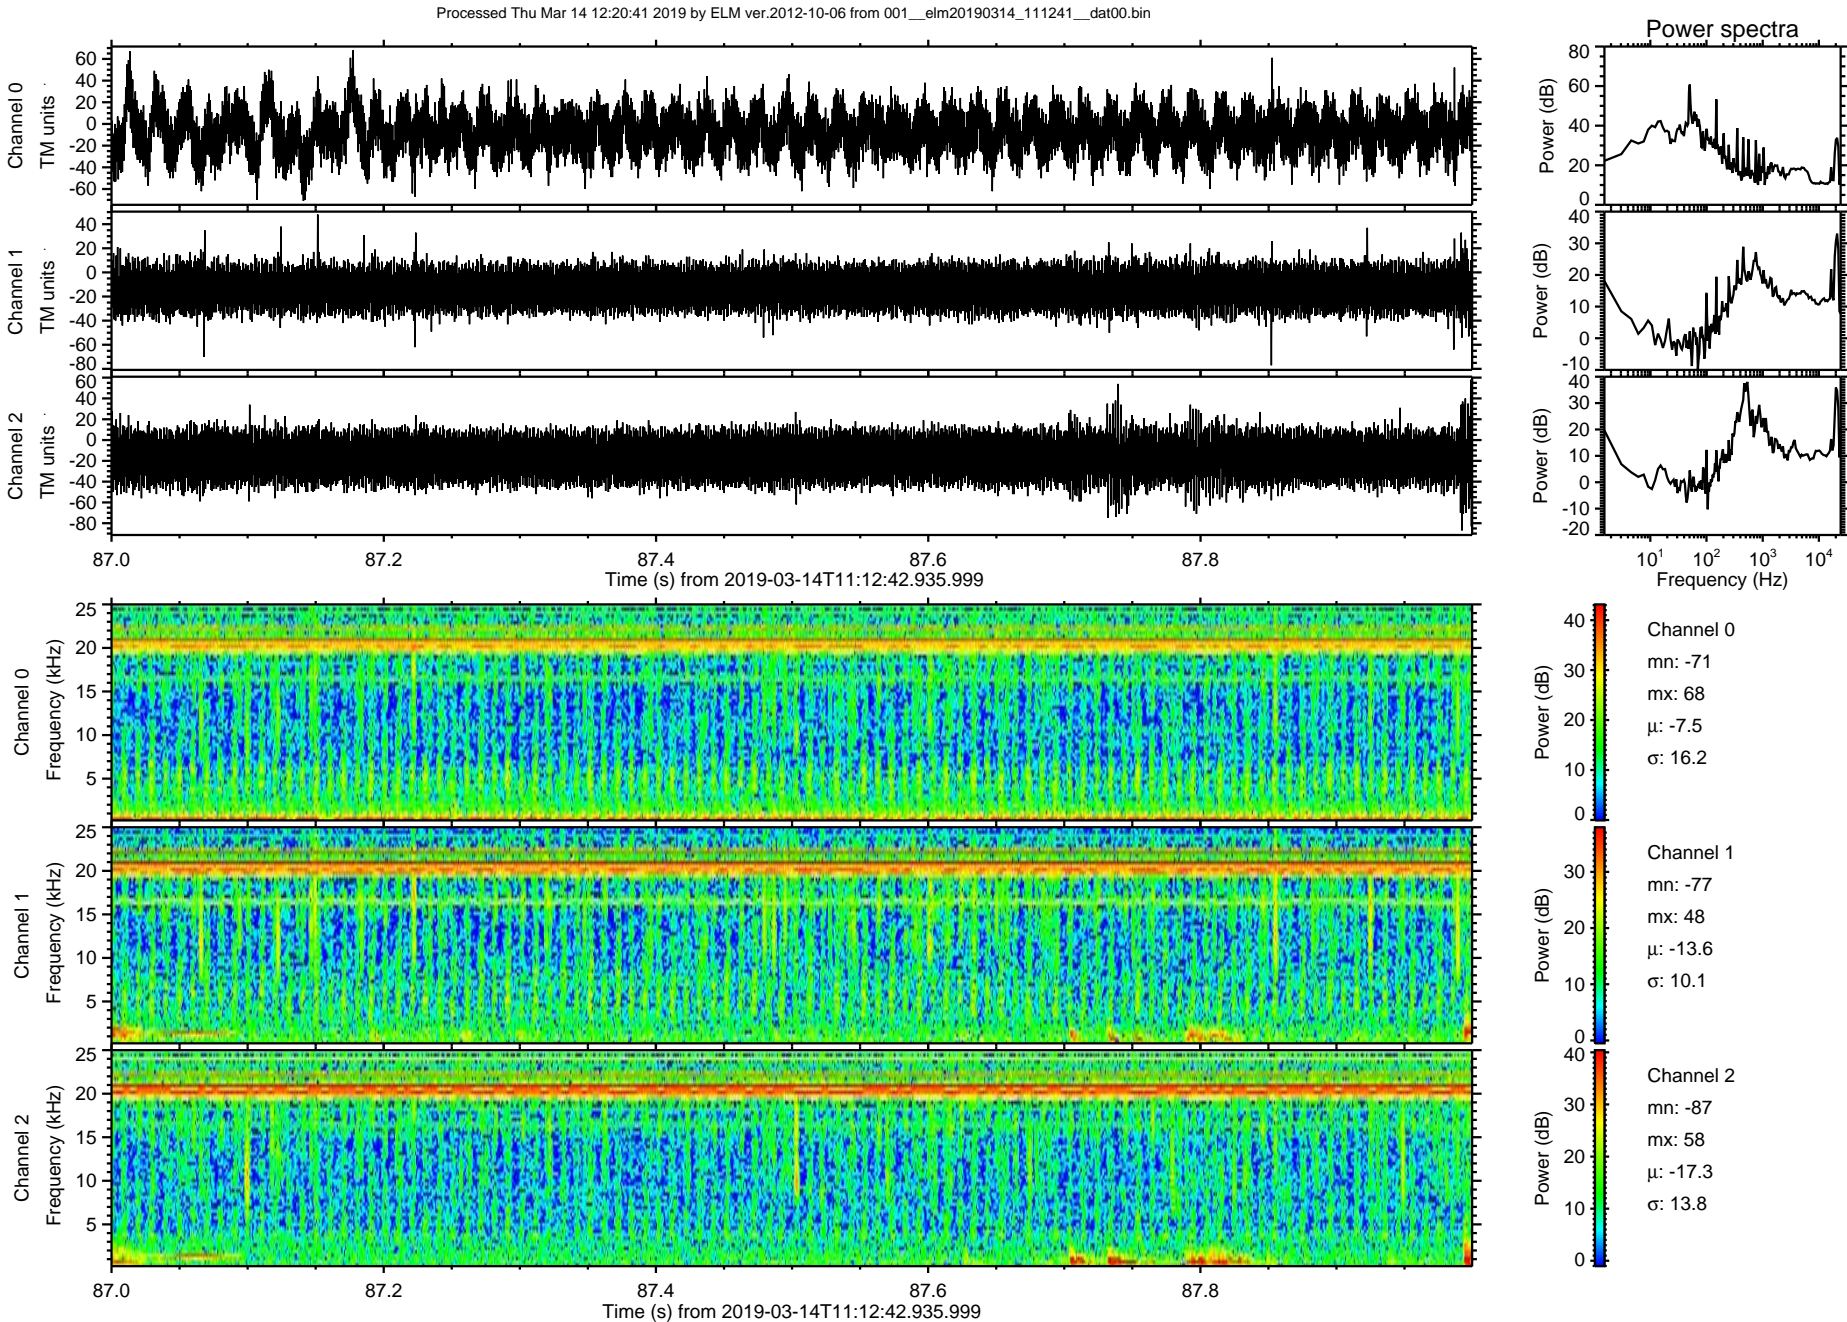 Processed Thu Mar 14 12:20:41 2019 by ELM ver.2012-10-06 from 001__elm20190314_111241__dat00.bin
Power spectra
Channel 0
TM units
60
40
20
0
-20
-40
-60
Power (dB)
80
60
40
20
0
Channel 1
TM units
40
20
0
-20
-40
-60
-80
Power (dB)
40
30
20
10
0
-10
Channel 2
TM units
60
40
20
0
-20
-40
-60
-80
Power (dB)
40
30
20
10
0
-10
-20
87.0 87.2 87.4 87.6 87.8
Time (s) from 2019-03-14T11:12:42.935.999
10^1 10^2 10^3 10^4
Frequency (Hz)
Channel 0
Frequency (kHz)
25
20
15
10
5
Power (dB)
40
30
20
10
0
Channel 0
mn: -71
mx: 68
μ: -7.5
σ: 16.2
Channel 1
Frequency (kHz)
25
20
15
10
5
Power (dB)
30
20
10
0
Channel 1
mn: -77
mx: 48
μ: -13.6
σ: 10.1
Channel 2
Frequency (kHz)
25
20
15
10
5
Power (dB)
40
30
20
10
0
Channel 2
mn: -87
mx: 58
μ: -17.3
σ: 13.8
87.0 87.2 87.4 87.6 87.8
Time (s) from 2019-03-14T11:12:42.935.999